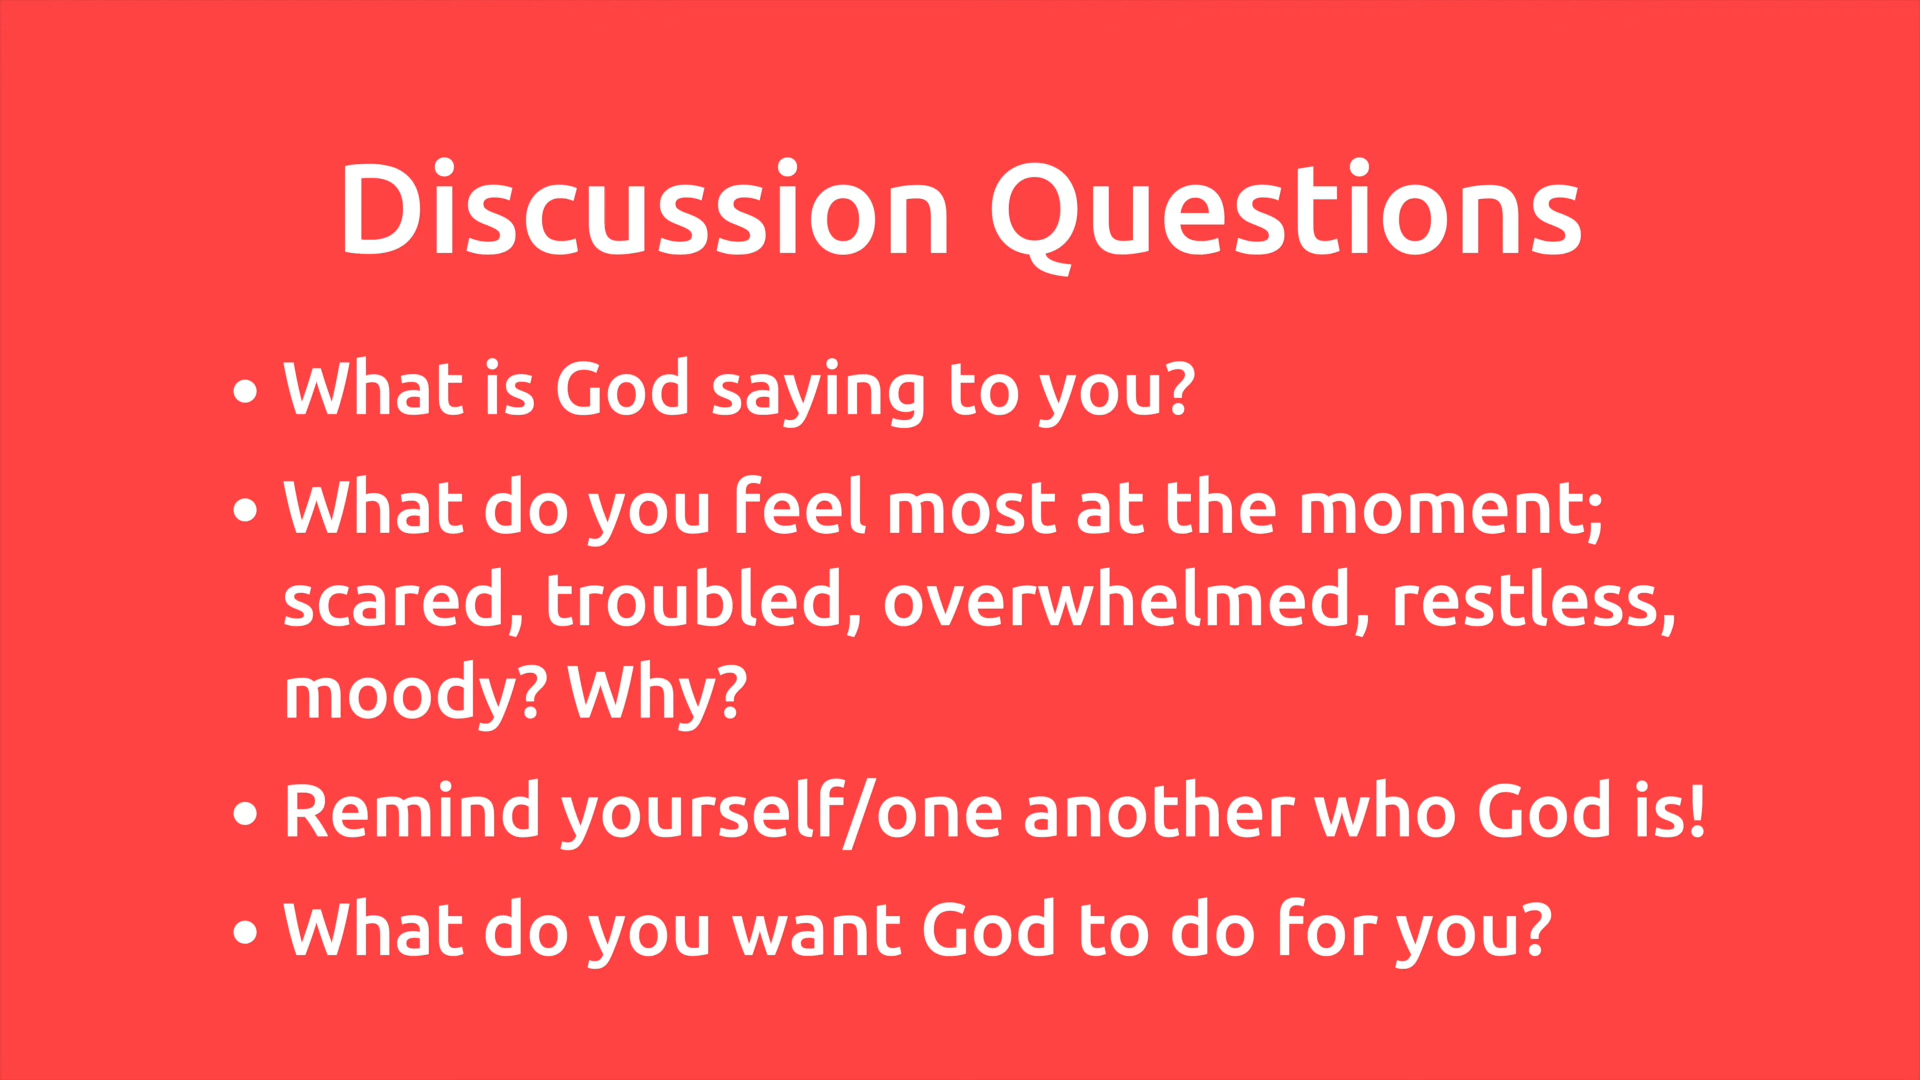 Discussion Questions
• What is God saying to you?
• What do you feel most at the moment;
scared, troubled, overwhelmed, restless,
moody? Why?
• Remind yourself/one another who God is!
• What do you want God to do for you?